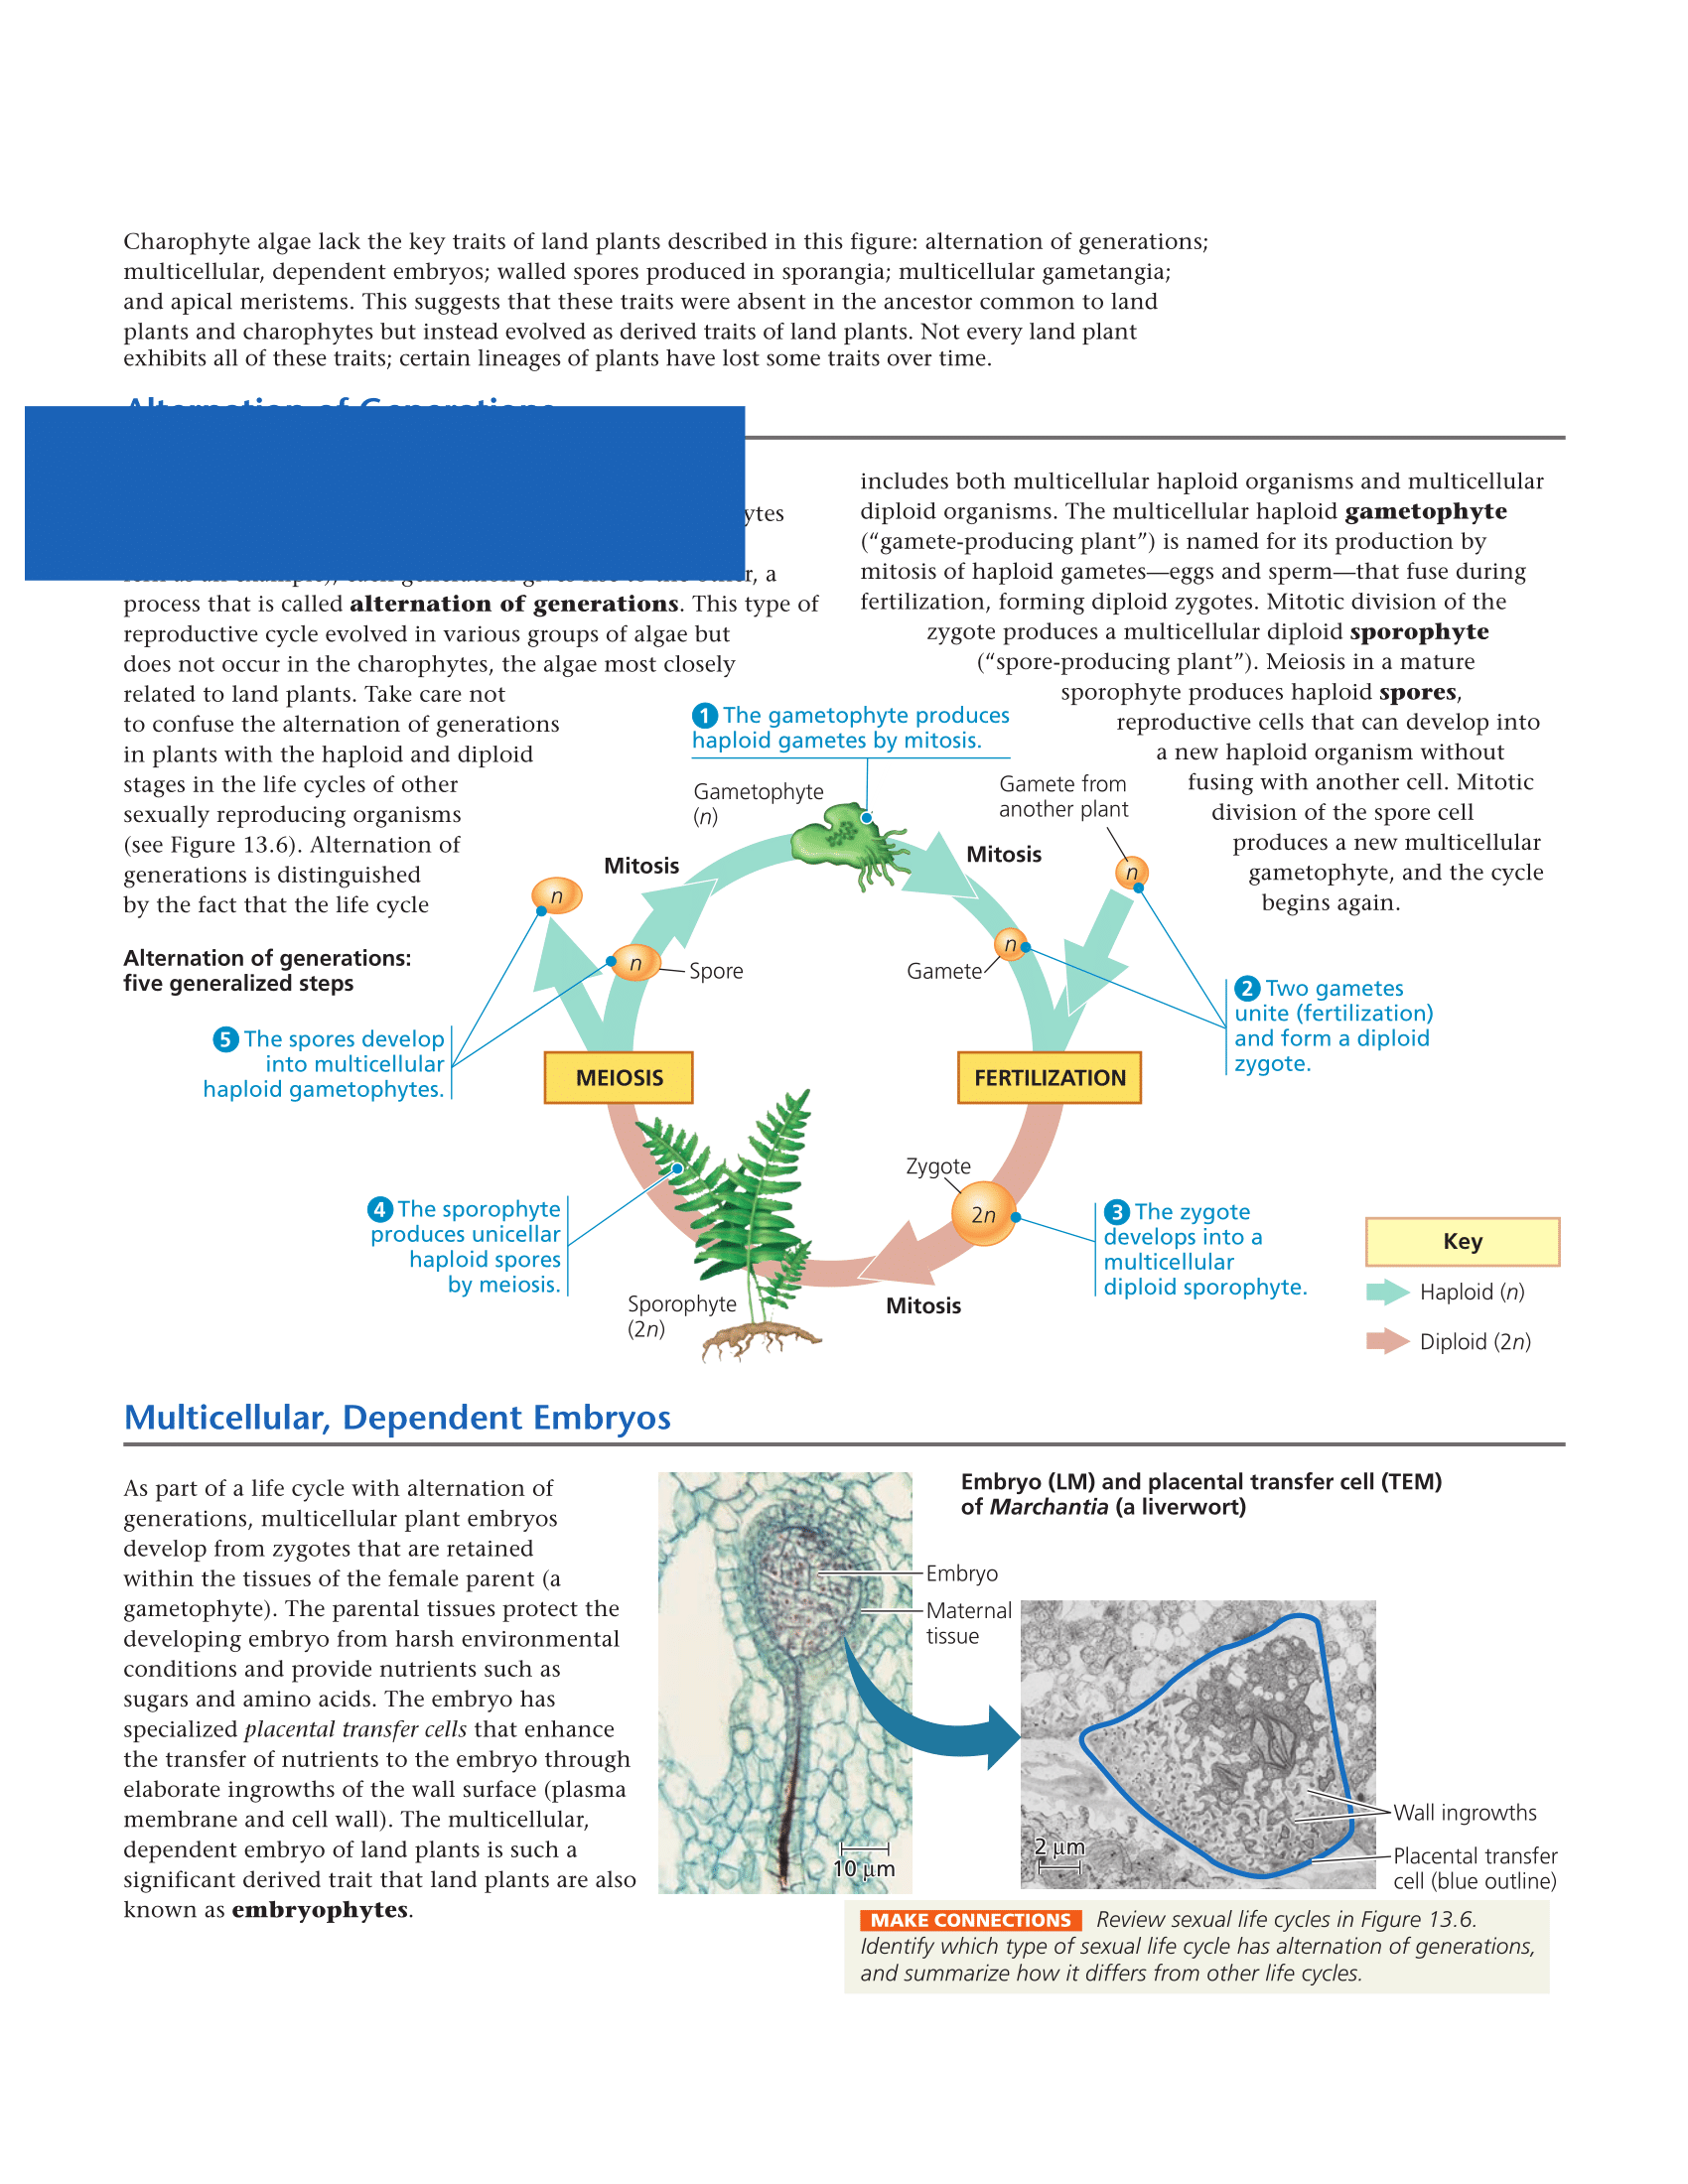 Charophyte algae lack the key traits of land plants described in this figure: alternation of generations;
multicellular, dependent embryos; walled spores produced in sporangia; multicellular gametangia;
and apical meristems. This suggests that these traits were absent in the ancestor common to land
plants and charophytes but instead evolved as derived traits of land plants. Not every land plant
exhibits all of these traits; certain lineages of plants have lost some traits over time.
Alternation of Generations
a
process that is called alternation of generations. This type of
reproductive cycle evolved in various groups of algae but
does not occur in the charophytes, the algae most closely
related to land plants. Take care not
to confuse the alternation of generations
in plants with the haploid and diploid
stages in the life cycles of other
sexually reproducing organisms
(see Figure 13.6). Alternation of
generations is distinguished
by the fact that the life cycle
includes both multicellular haploid organisms and multicellular
diploid organisms. The multicellular haploid gametophyte
(“gamete-producing plant”) is named for its production by
mitosis of haploid gametes—eggs and sperm—that fuse during
fertilization, forming diploid zygotes. Mitotic division of the
zygote produces a multicellular diploid sporophyte
(“spore-producing plant”). Meiosis in a mature
sporophyte produces haploid spores,
reproductive cells that can develop into
a new haploid organism without
fusing with another cell. Mitotic
division of the spore cell
produces a new multicellular
gametophyte, and the cycle
begins again.
Alternation of generations:
five generalized steps
1 The gametophyte produces
haploid gametes by mitosis.
Gametophyte
(n)
Gamete from
another plant
Mitosis
Mitosis
n
n
n
Spore
n
Gamete
2 Two gametes
unite (fertilization)
and form a diploid
zygote.
5 The spores develop
into multicellular
haploid gametophytes.
MEIOSIS
FERTILIZATION
Zygote
2n
3 The zygote
develops into a
multicellular
diploid sporophyte.
4 The sporophyte
produces unicellar
haploid spores
by meiosis.
Sporophyte
(2n)
Mitosis
Key
Haploid (n)
Diploid (2n)
Multicellular, Dependent Embryos
As part of a life cycle with alternation of
generations, multicellular plant embryos
develop from zygotes that are retained
within the tissues of the female parent (a
gametophyte). The parental tissues protect the
developing embryo from harsh environmental
conditions and provide nutrients such as
sugars and amino acids. The embryo has
specialized placental transfer cells that enhance
the transfer of nutrients to the embryo through
elaborate ingrowths of the wall surface (plasma
membrane and cell wall). The multicellular,
dependent embryo of land plants is such a
significant derived trait that land plants are also
known as embryophytes.
Embryo (LM) and placental transfer cell (TEM)
of Marchantia (a liverwort)
Embryo
Maternal
tissue
10 µm
2 µm
Wall ingrowths
Placental transfer
cell (blue outline)
MAKE CONNECTIONS Review sexual life cycles in Figure 13.6.
Identify which type of sexual life cycle has alternation of generations,
and summarize how it differs from other life cycles.